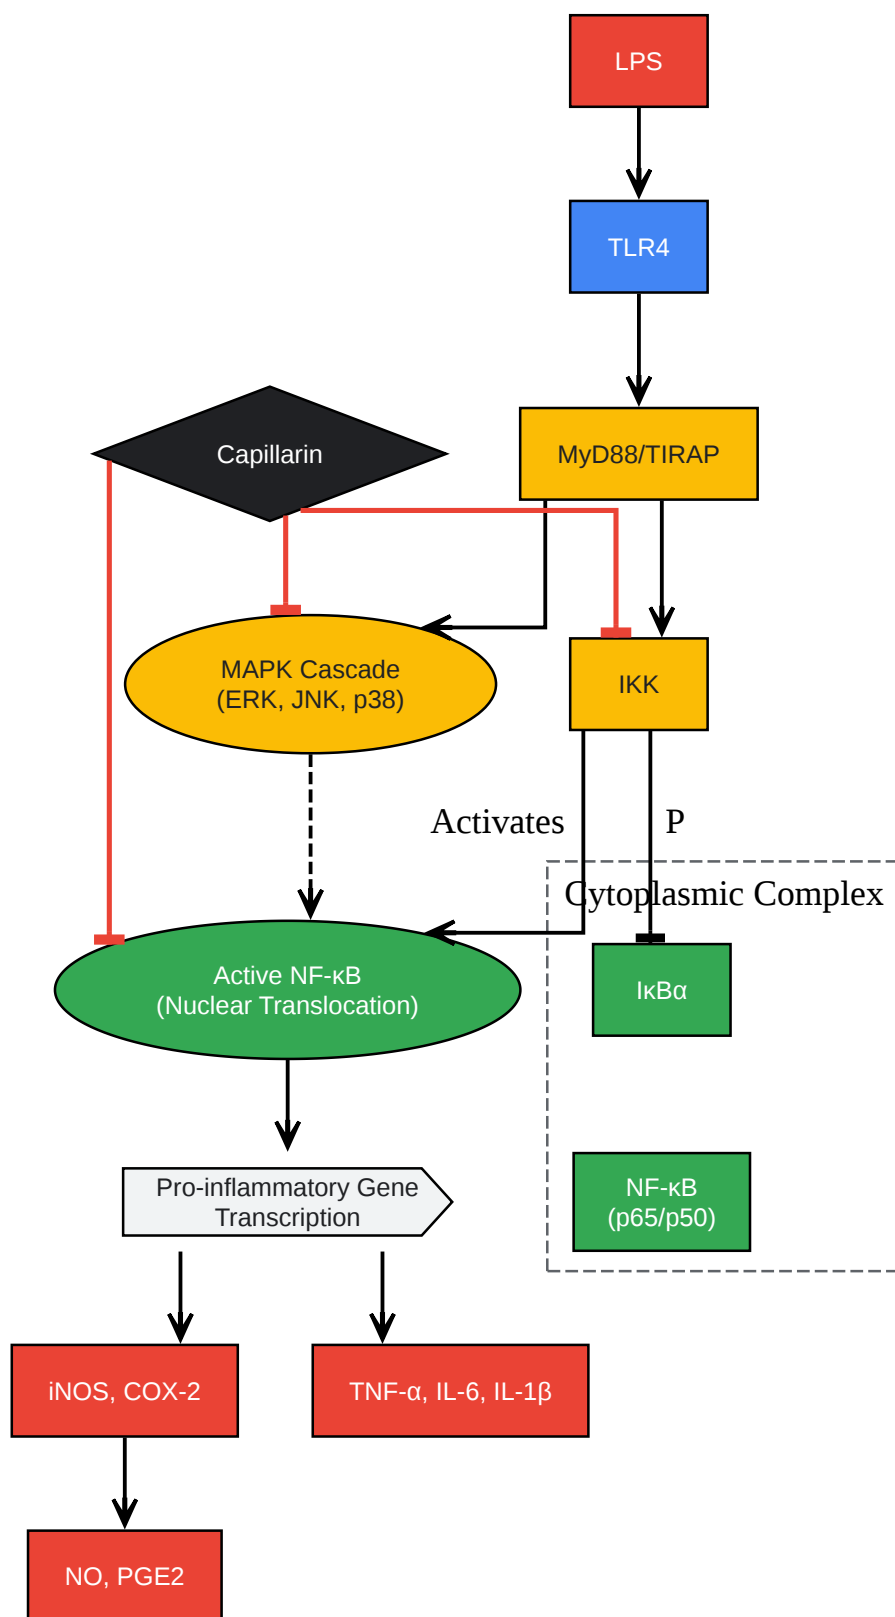 LPS
TLR4
Capillarin
MyD88/TIRAP
MAPK Cascade
(ERK, JNK, p38)
IKK
Activates
P
Cytoplasmic Complex
Active NF-κB
(Nuclear Translocation)
IκBα
Pro-inflammatory Gene
Transcription
NF-κB
(p65/p50)
iNOS, COX-2
TNF-α, IL-6, IL-1β
NO, PGE2